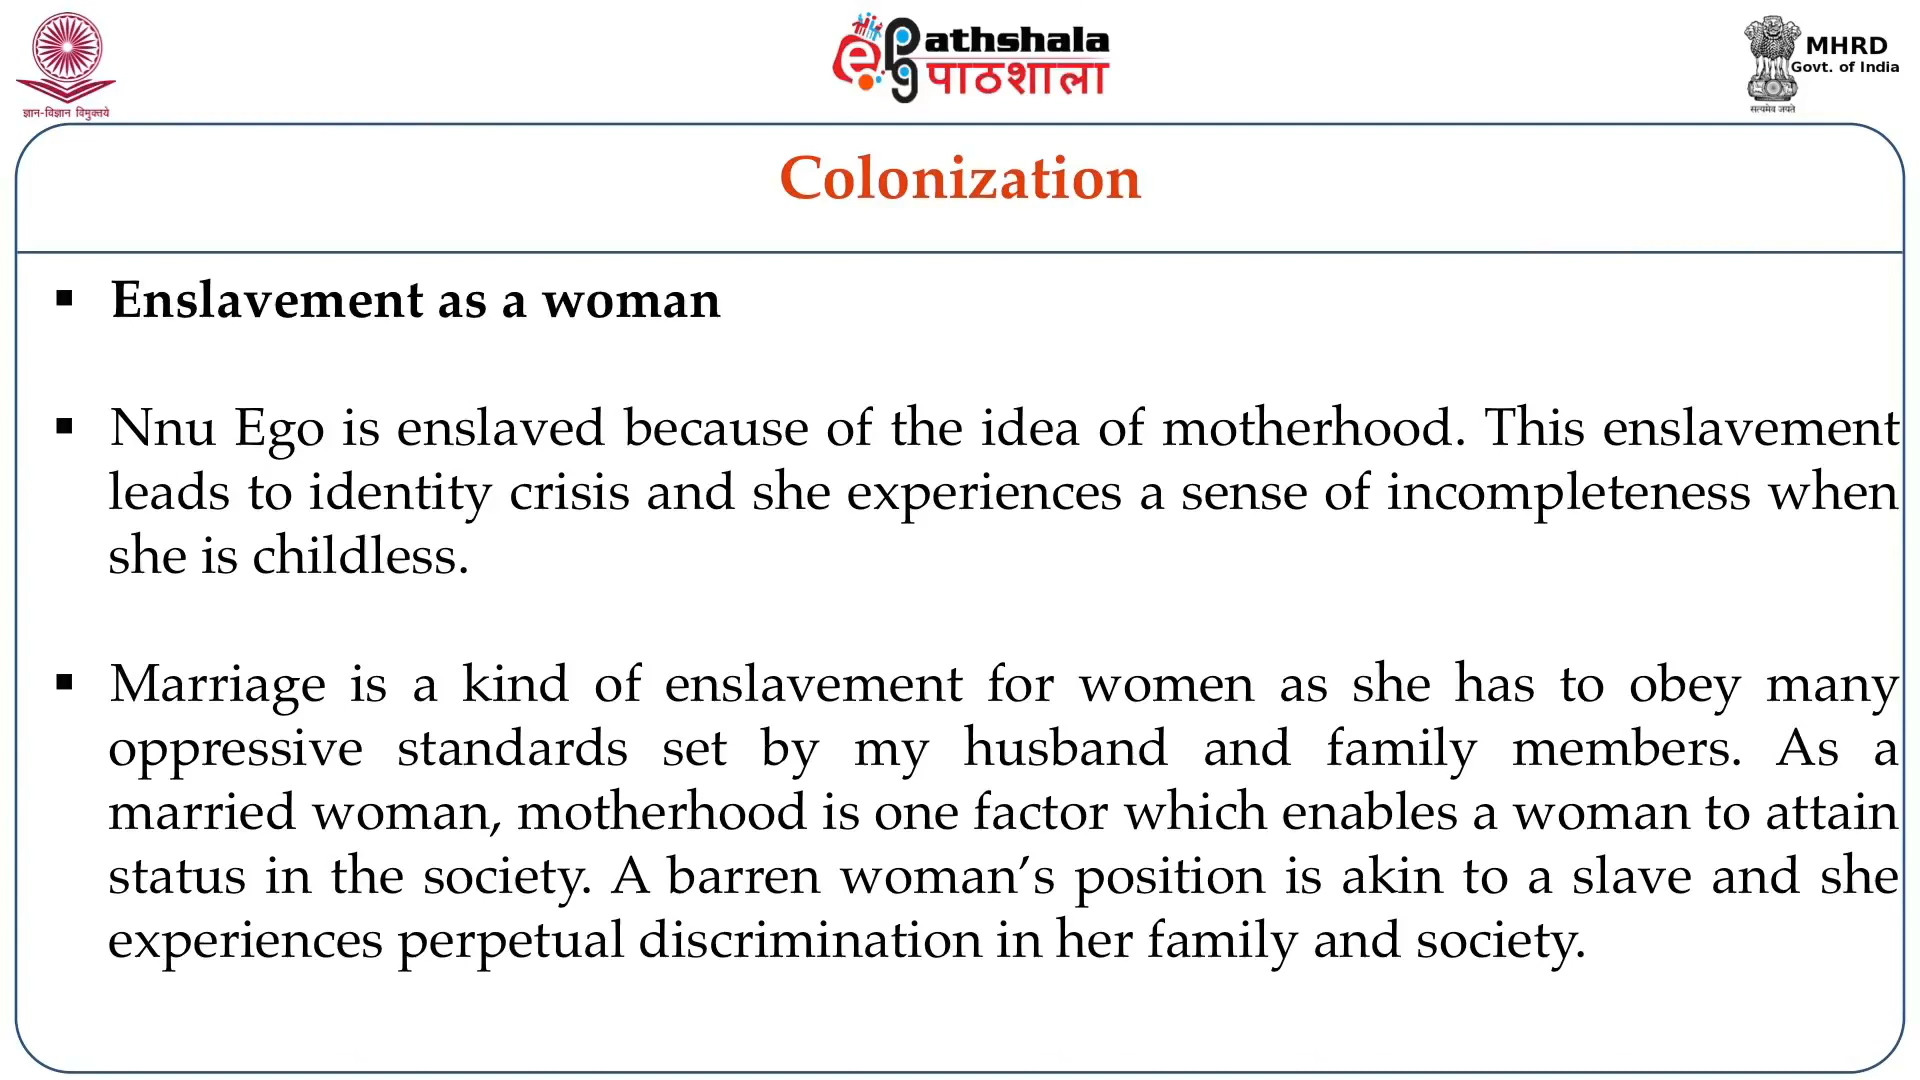 ज्ञान-विज्ञान विमुक्तये
ePG Pathshala
पाठशाला
MHRD
Govt. of India
सत्यमेव जयते
Colonization
▪ Enslavement as a woman
▪ Nnu Ego is enslaved because of the idea of motherhood. This enslavement
leads to identity crisis and she experiences a sense of incompleteness when
she is childless.
▪ Marriage is a kind of enslavement for women as she has to obey many
oppressive standards set by my husband and family members. As a
married woman, motherhood is one factor which enables a woman to attain
status in the society. A barren woman’s position is akin to a slave and she
experiences perpetual discrimination in her family and society.